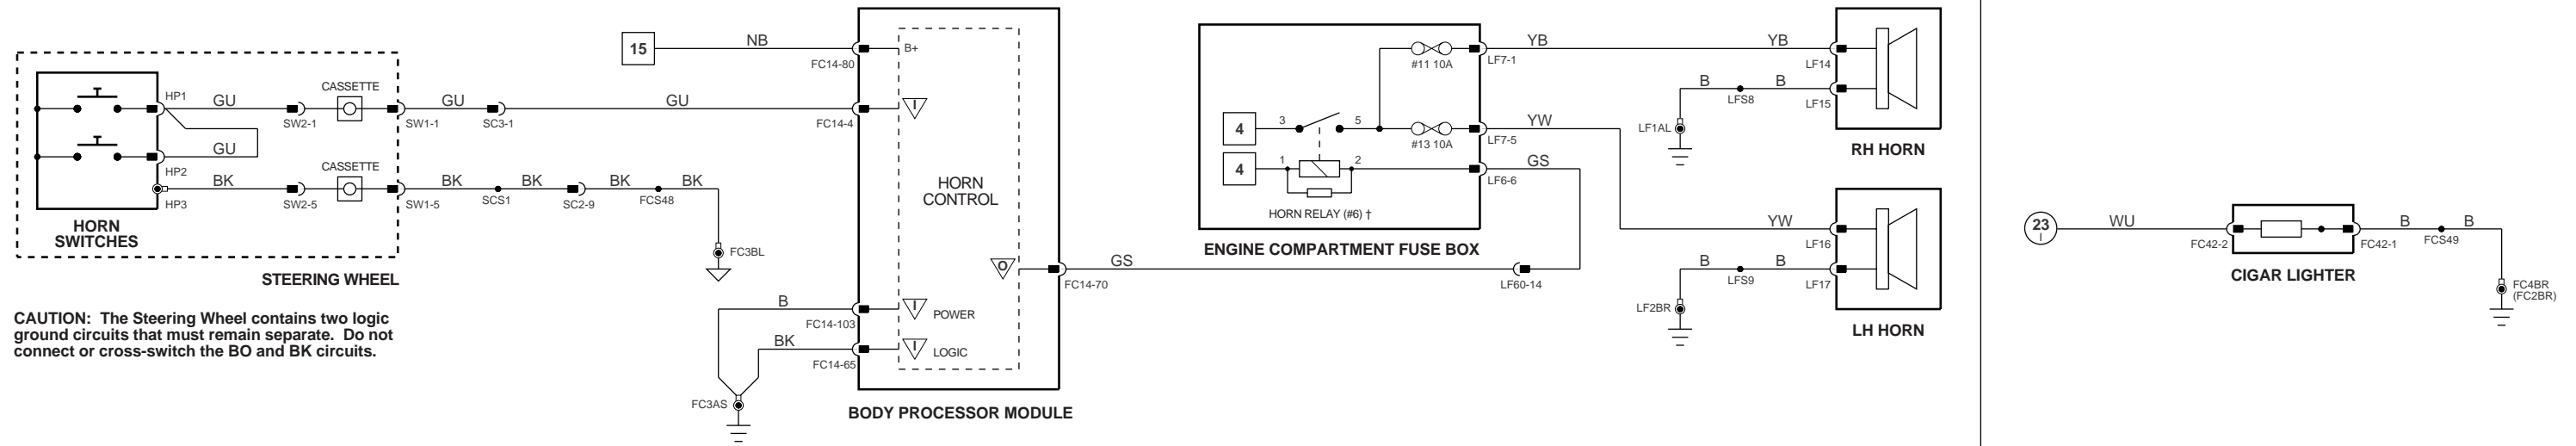 HP1
GU
GU
HP2
BK
HP3
HORN
SWITCHES
SW2-1
CASSETTE
SW2-5
CASSETTE
STEERING WHEEL
GU
SW1-1
SC3-1
GU
BK
SW1-5
SCS1
BK
SC2-9
BK
FCS48
BK
FC3BL
CAUTION: The Steering Wheel contains two logic
ground circuits that must remain separate. Do not
connect or cross-switch the BO and BK circuits.
15
NB
FC14-80
B+
FC14-4
I
HORN
CONTROL
O
B
FC14-103
I
POWER
BK
FC14-65
I
LOGIC
FC3AS
BODY PROCESSOR MODULE
FC14-70
GS
LF60-14
4
3
5
4
1
2
#11 10A
#13 10A
HORN RELAY (#6) †
ENGINE COMPARTMENT FUSE BOX
YB
LF7-1
YW
LF7-5
GS
LF6-6
YB
LF14
B
LFS8
B
LF15
LF1AL
RH HORN
YW
LF16
B
LFS9
B
LF17
LF2BR
LH HORN
23
I
WU
FC42-2
FC42-1
CIGAR LIGHTER
B
FCS49
B
FC4BR
(FC2BR)